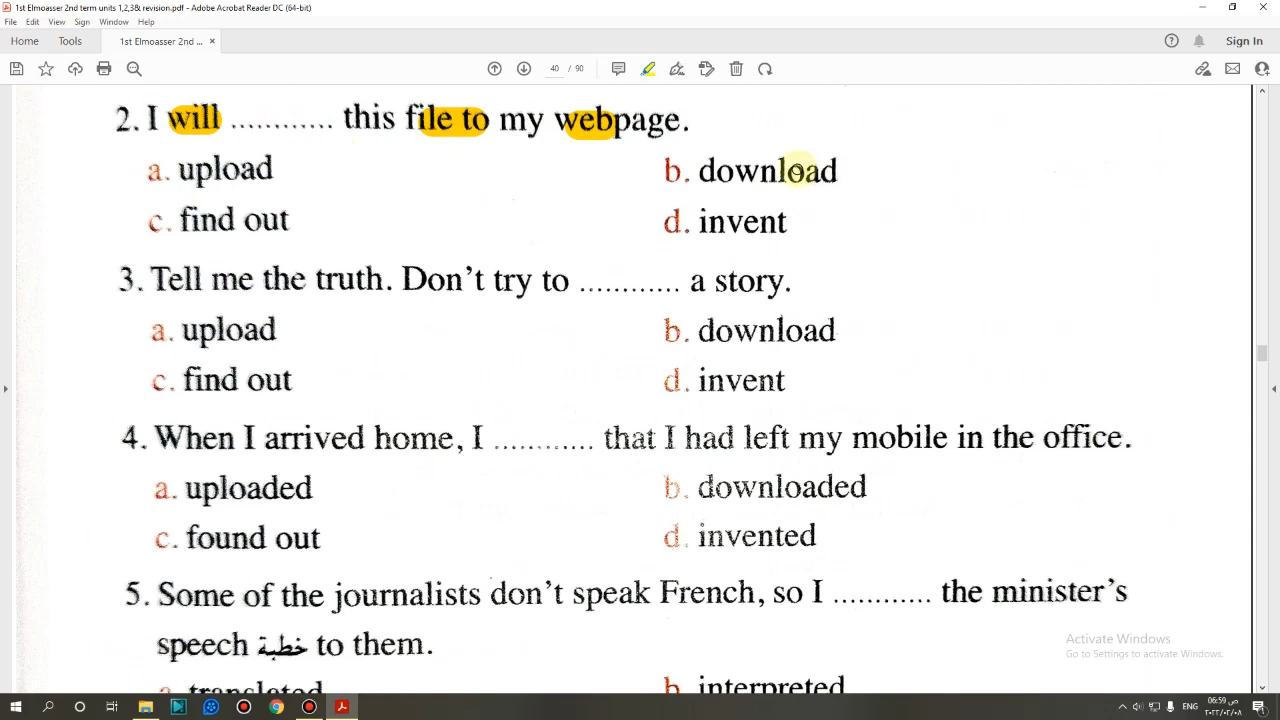 1st Elmoasser 2nd term units 1,2,3& revision.pdf - Adobe Acrobat Reader DC (64-bit)
File Edit View Sign Window Help
Home Tools 1st Elmoasser 2nd ... × Sign In
40 / 90
2. I will ............ this file to my webpage.
a. upload b. download
c. find out d. invent
3. Tell me the truth. Don't try to ............ a story.
a. upload b. download
c. find out d. invent
4. When I arrived home, I ............ that I had left my mobile in the office.
a. uploaded b. downloaded
c. found out d. invented
5. Some of the journalists don't speak French, so I ............ the minister's
speech خطبة to them.
a. translated b. interpreted
Activate Windows
Go to Settings to activate Windows.
ENG ص 06:59
٢٠٢٢/٠٢/٠٨